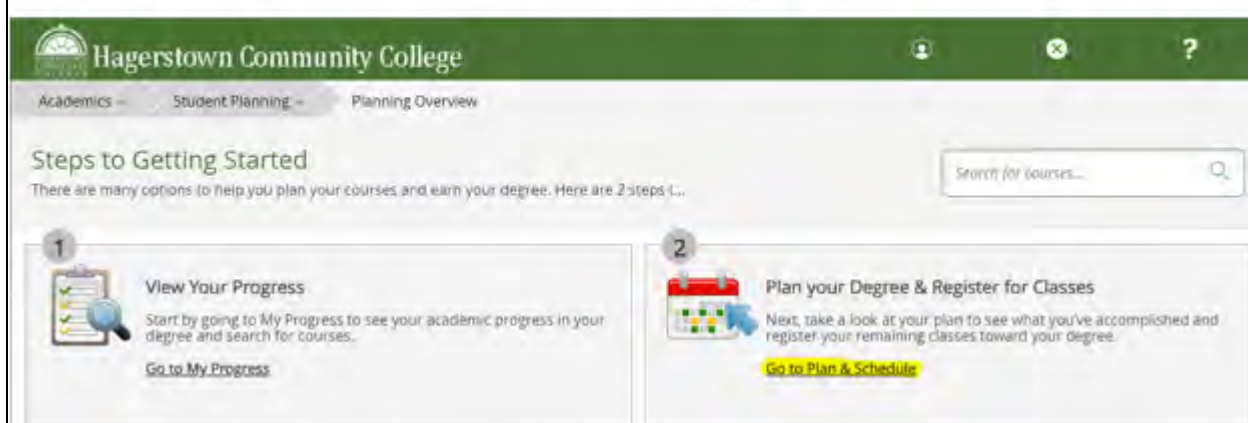 Hagerstown Community College
?
Academics
Student Planning
Planning Overview
Steps to Getting Started
There are many options to help you plan your courses and earn your degree. Here are 2 steps t...
Search for courses...
1
View Your Progress
Start by going to My Progress to see your academic progress in your
degree and search for courses.
Go to My Progress
2
Plan your Degree & Register for Classes
Next, take a look at your plan to see what you've accomplished and
register your remaining classes toward your degree.
Go to Plan & Schedule